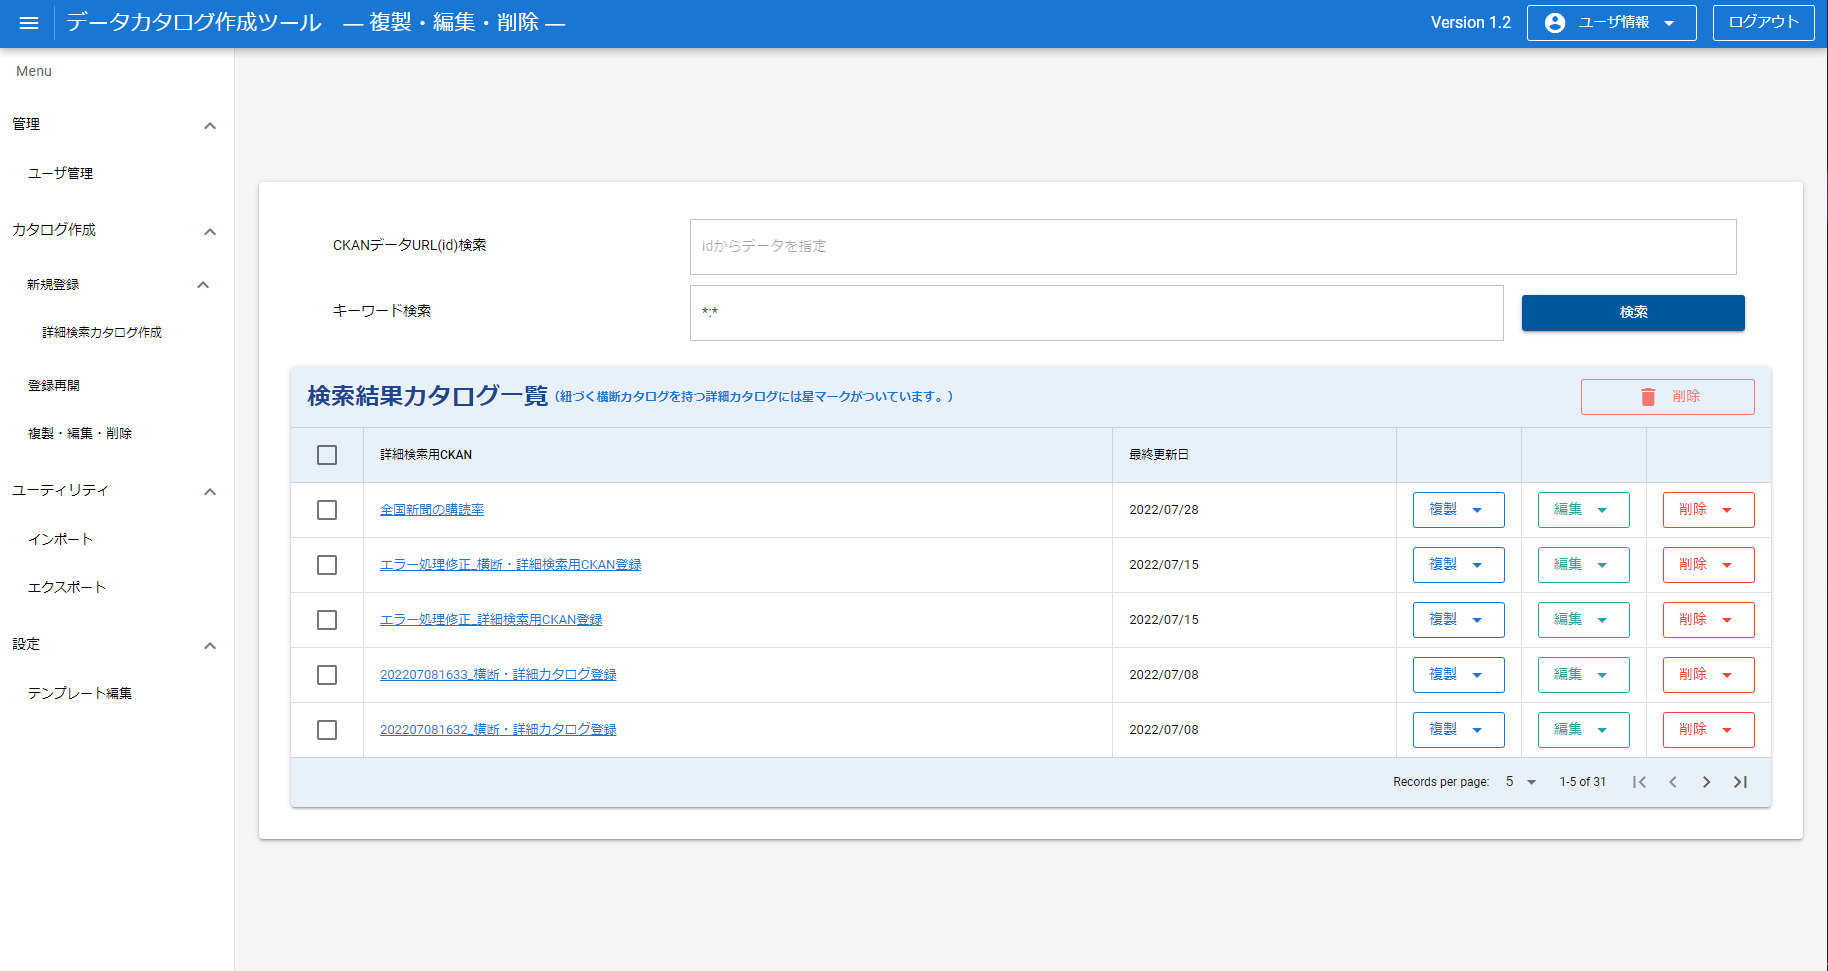 データカタログ作成ツール — 複製・編集・削除 —
Version 1.2
ユーザ情報
ログアウト
Menu
管理
ユーザ管理
カタログ作成
新規登録
詳細検索カタログ作成
登録再開
複製・編集・削除
ユーティリティ
インポート
エクスポート
設定
テンプレート編集
CKANデータURL(id)検索
idからデータを指定
キーワード検索
*:*
検索
検索結果カタログ一覧(紐づく横断カタログを持つ詳細カタログには星マークがついています。)
削除
詳細検索用CKAN 最終更新日
全国新聞の購読率 2022/07/28 複製 編集 削除
エラー処理修正_横断・詳細検索用CKAN登録 2022/07/15 複製 編集 削除
エラー処理修正_詳細検索用CKAN登録 2022/07/15 複製 編集 削除
202207081633_横断・詳細カタログ登録 2022/07/08 複製 編集 削除
202207081632_横断・詳細カタログ登録 2022/07/08 複製 編集 削除
Records per page: 5 1-5 of 31